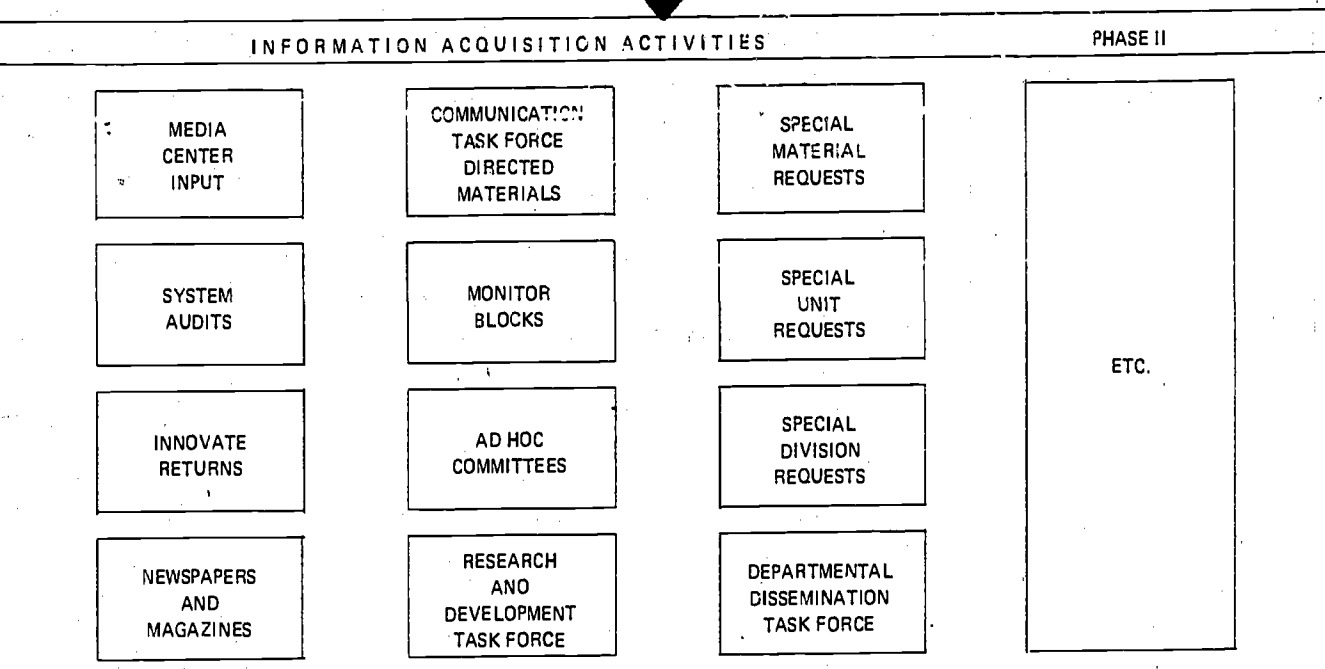 INFORMATION ACQUISITION ACTIVITIES
PHASE II
MEDIA
CENTER
INPUT
COMMUNICATION
TASK FORCE
DIRECTED
MATERIALS
SPECIAL
MATERIAL
REQUESTS
SYSTEM
AUDITS
MONITOR
BLOCKS
SPECIAL
UNIT
REQUESTS
ETC.
INNOVATE
RETURNS
AD HOC
COMMITTEES
SPECIAL
DIVISION
REQUESTS
NEWSPAPERS
AND
MAGAZINES
RESEARCH
AND
DEVELOPMENT
TASK FORCE
DEPARTMENTAL
DISSEMINATION
TASK FORCE